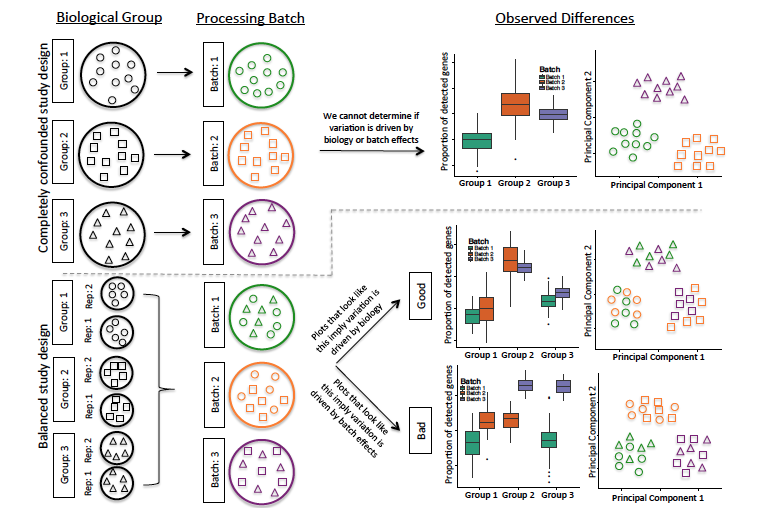 Biological Group
Processing Batch
Observed Differences
Completely confounded study design
Group: 1
Batch: 1
Group: 2
Batch: 2
Group: 3
Batch: 3
We cannot determine if
variation is driven by
biology or batch effects
Proportion of detected genes
Batch
Batch 1
Batch 2
Batch 3
Group 1 Group 2 Group 3
Principal Component 2
Principal Component 1
Balanced study design
Group: 1
Rep: 2
Rep: 1
Group: 2
Rep: 2
Rep: 1
Group: 3
Rep: 2
Rep: 1
Batch: 1
Batch: 2
Batch: 3
Plots that look like
this imply variation is
driven by biology
Good
Plots that look like
this imply variation is
driven by batch effects
Bad
Proportion of detected genes
Batch
Batch 1
Batch 2
Batch 3
Group 1 Group 2 Group 3
Principal Component 2
Principal Component 1
Proportion of detected genes
Batch
Batch 1
Batch 2
Batch 3
Group 1 Group 2 Group 3
Principal Component 2
Principal Component 1